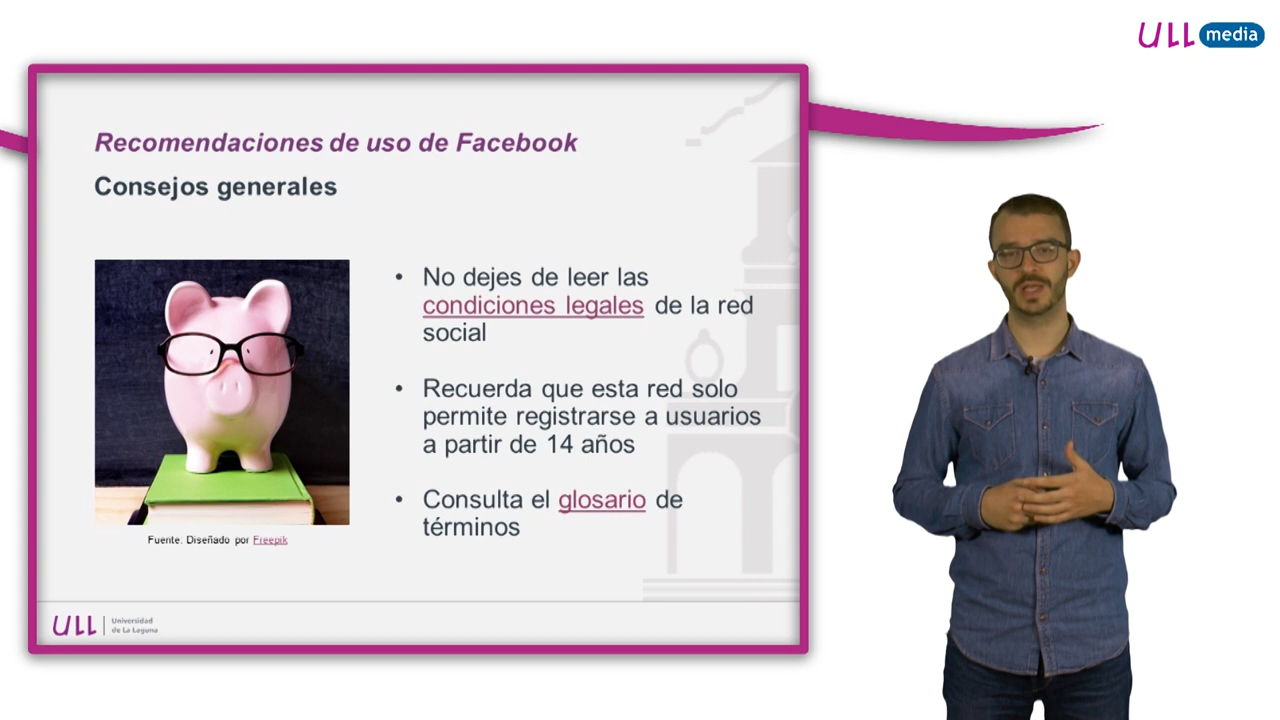 ULL media
Recomendaciones de uso de Facebook
Consejos generales
• No dejes de leer las
condiciones legales de la red
social
• Recuerda que esta red solo
permite registrarse a usuarios
a partir de 14 años
• Consulta el glosario de
términos
Fuente. Diseñado por Freepik
ULL
Universidad
de La Laguna